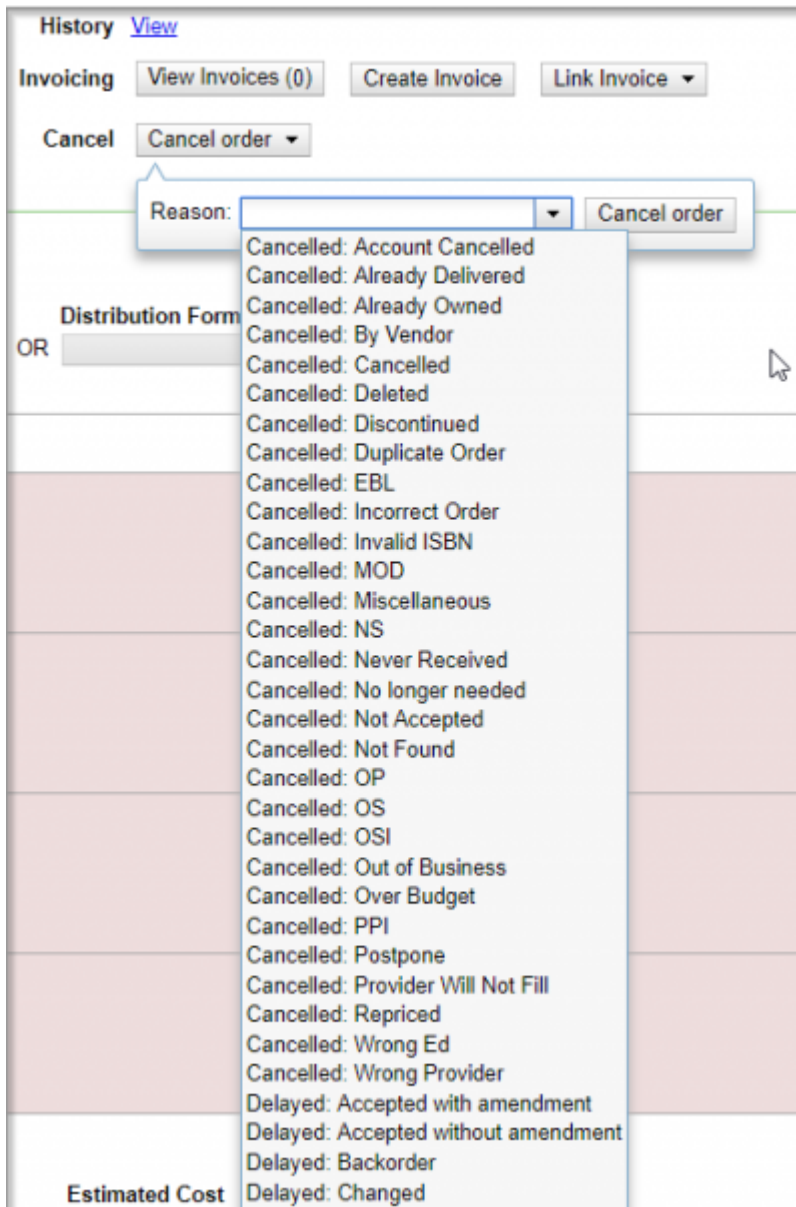 History View
Invoicing View Invoices (0) Create Invoice Link Invoice
Cancel Cancel order
Reason: Cancel order
Cancelled: Account Cancelled
Cancelled: Already Delivered
Cancelled: Already Owned
Distribution Form
Cancelled: By Vendor
OR
Cancelled: Cancelled
Cancelled: Deleted
Cancelled: Discontinued
Cancelled: Duplicate Order
Cancelled: EBL
Cancelled: Incorrect Order
Cancelled: Invalid ISBN
Cancelled: MOD
Cancelled: Miscellaneous
Cancelled: NS
Cancelled: Never Received
Cancelled: No longer needed
Cancelled: Not Accepted
Cancelled: Not Found
Cancelled: OP
Cancelled: OS
Cancelled: OSI
Cancelled: Out of Business
Cancelled: Over Budget
Cancelled: PPI
Cancelled: Postpone
Cancelled: Provider Will Not Fill
Cancelled: Repriced
Cancelled: Wrong Ed
Cancelled: Wrong Provider
Delayed: Accepted with amendment
Delayed: Accepted without amendment
Delayed: Backorder
Estimated Cost Delayed: Changed